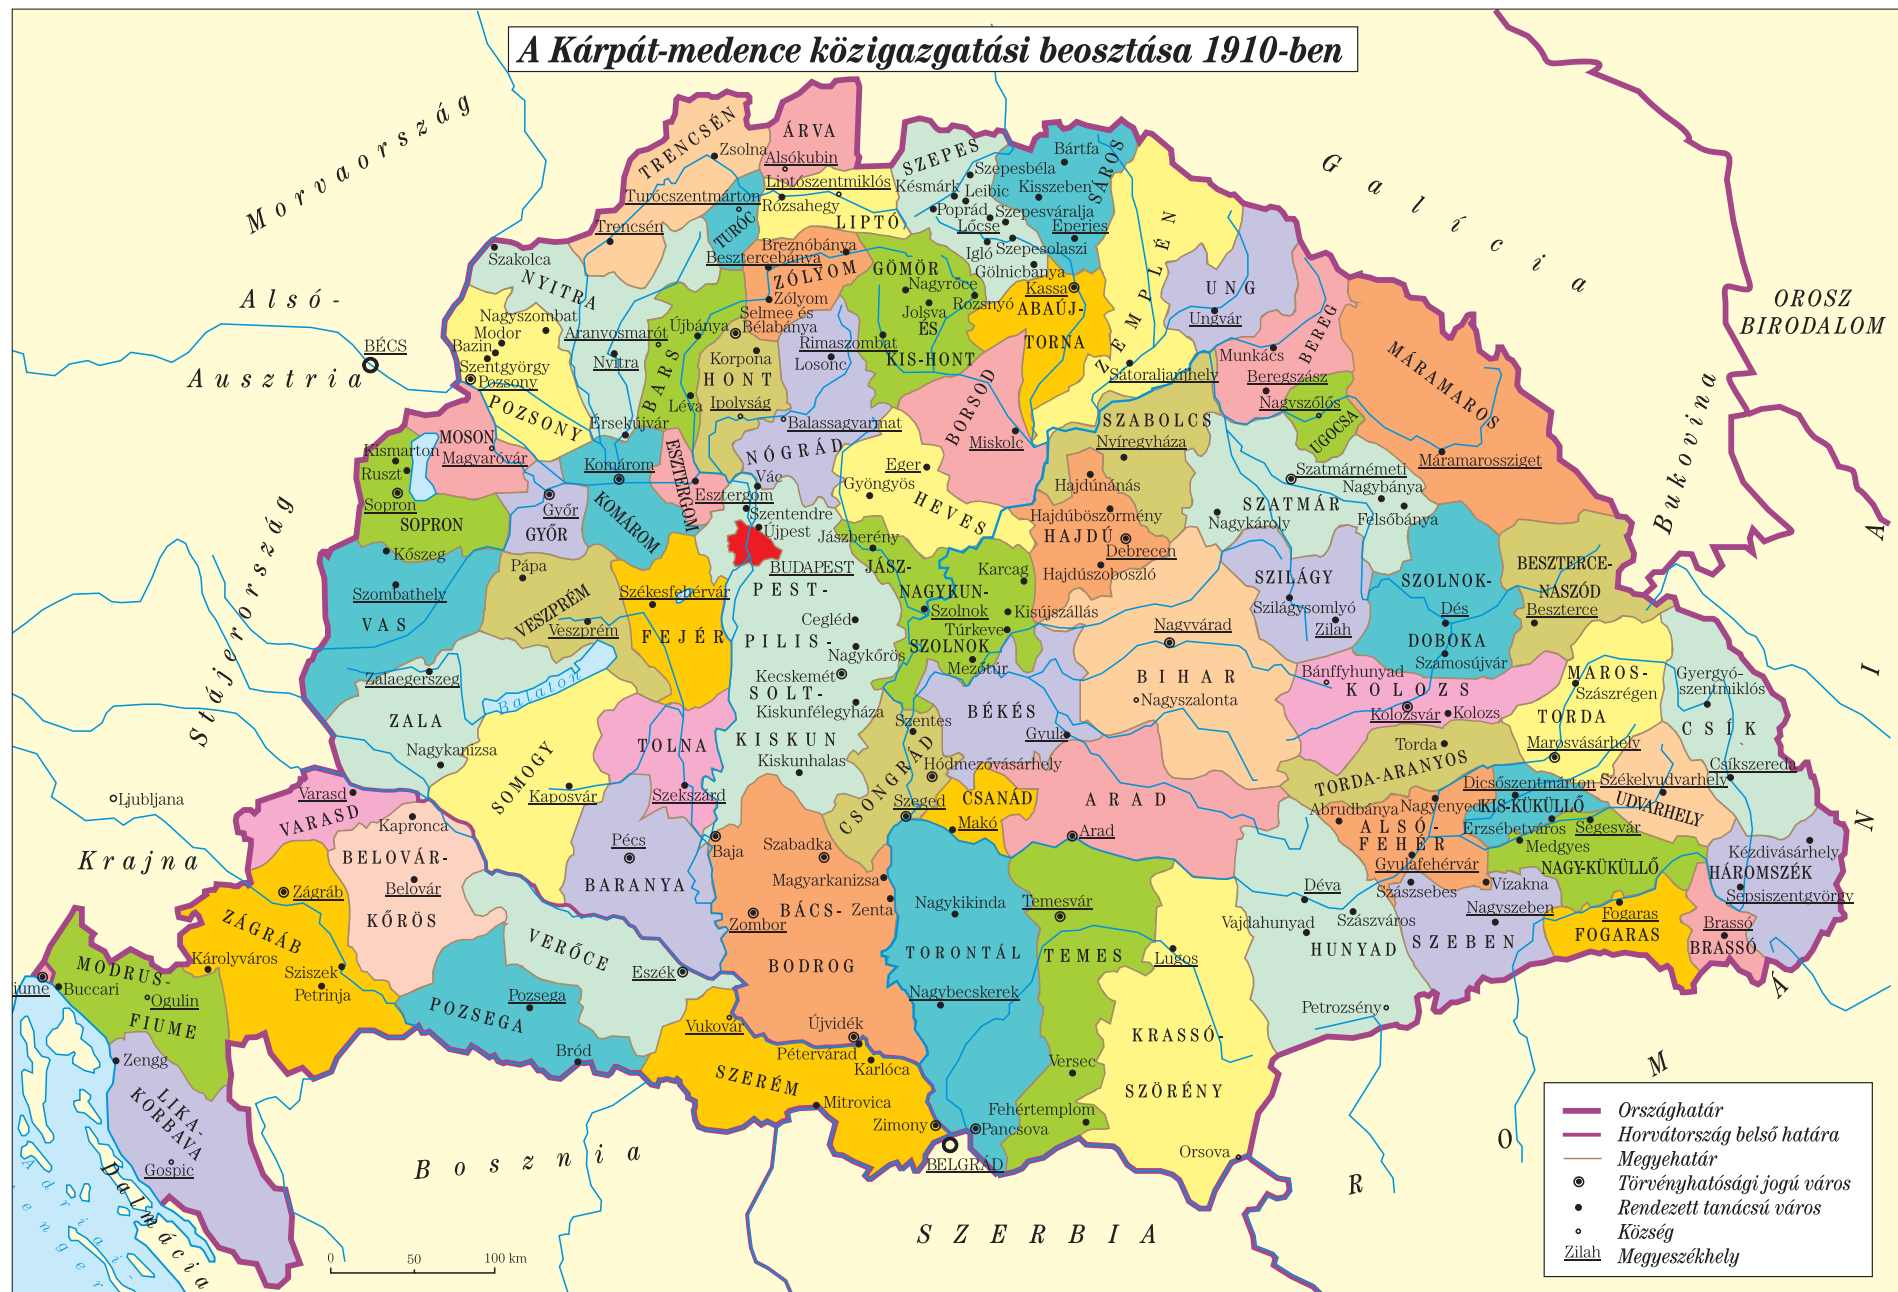 A Kárpát-medence közigazgatási beosztása 1910-ben
Morvaország
Galícia
Alsó-
Ausztria
BÉCS
OROSZ
BIRODALOM
Bukovina
Stájerország
Ljubljana
Krajna
Dalmácia
Bosznia
SZERBIA
BELGRÁD
ROMÁNIA
Adriai-
tenger
TRENCSÉN
Zsolna
Trencsén
ÁRVA
Alsókubin
Turócszentmárton
TURÓC
Liptószentmiklós
Rózsahegy
LIPTÓ
SZEPES
Szepesbéla
Késmárk
Leibic
Poprád
Szepesváralja
Lőcse
Igló
Szepesolaszi
Gölnicbánya
SÁROS
Bártfa
Kisszeben
Eperjes
ZEMPLÉN
Sátoraljaújhely
UNG
Ungvár
BEREG
Munkács
Beregszász
Nagyszőlős
UGOCSA
MÁRAMAROS
Máramarossziget
Szakolca
NYITRA
Nyitra
Érsekújvár
Nagyszombat
Modor
Bazin
Szentgyörgy
Pozsony
POZSONY
Aranyosmarót
BARS
Újbánya
Léva
Breznóbánya
Besztercebánya
ZÓLYOM
Zólyom
Selmec és
Bélabánya
Korpona
HONT
Ipolyság
Rimaszombat
Losonc
Balassagyarmat
NÓGRÁD
GÖMÖR
ÉS
KIS-HONT
Nagyrőce
Jolsva
Rozsnyó
Kassa
ABAÚJ-
TORNA
BORSOD
Miskolc
HEVES
Eger
Gyöngyös
SZABOLCS
Nyíregyháza
HAJDÚ
Hajdúnánás
Hajdúböszörmény
Debrecen
Hajdúszoboszló
SZATMÁR
Szatmárnémeti
Nagybánya
Felsőbánya
Nagykároly
MOSON
Magyaróvár
Kismarton
Ruszt
Sopron
SOPRON
Győr
GYŐR
Komárom
KOMÁROM
ESZTERGOM
Esztergom
Vác
Szentendre
Újpest
BUDAPEST
PEST-
PILIS-
SOLT-
KISKUN
Cegléd
Nagykőrös
Kecskemét
Kiskunfélegyháza
Kiskunhalas
Jászberény
JÁSZ-
NAGYKUN-
SZOLNOK
Karcag
Szolnok
Kisújszállás
Túrkeve
Mezőtúr
Kőszeg
Szombathely
VAS
Pápa
VESZPRÉM
Veszprém
Székesfehérvár
FEJÉR
Zalaegerszeg
Balaton
ZALA
Nagykanizsa
SOMOGY
Kaposvár
TOLNA
Szekszárd
Pécs
BARANYA
Baja
Szabadka
Magyarkanizsa
Zenta
BÁCS-
BODROG
Zombor
Újvidék
Szentes
CSONGRÁD
Hódmezővásárhely
Szeged
BÉKÉS
Gyula
CSANÁD
Makó
ARAD
Arad
BIHAR
Nagyvárad
Nagyszalonta
SZILÁGY
Szilágysomlyó
Zilah
SZOLNOK-
DOBOKA
Dés
Szamosújvár
BESZTERCE-
NASZÓD
Beszterce
Bánffyhunyad
KOLOZS
Kolozsvár
Kolozs
MAROS-
TORDA
Szászrégen
Marosvásárhely
Gyergyó-
szentmiklós
CSÍK
Csíkszereda
Torda
TORDA-ARANYOS
Abrudbánya
Nagyenyed
ALSÓ-
FEHÉR
Gyulafehérvár
Vízakna
Dicsőszentmárton
KIS-KÜKÜLLŐ
Erzsébetváros
Székelyudvarhely
UDVARHELY
Segesvár
Medgyes
NAGY-KÜKÜLLŐ
Kézdivásárhely
HÁROMSZÉK
Sepsiszentgyörgy
Brassó
BRASSÓ
Fogaras
FOGARAS
Nagyszeben
SZEBEN
Szászsebes
Déva
Szászváros
Vajdahunyad
HUNYAD
Petrozsény
Nagykikinda
TORONTÁL
Nagybecskerek
Pancsova
Temesvár
TEMES
Versec
Fehértemplom
Lugos
KRASSÓ-
SZÖRÉNY
Orsova
Varasd
VARASD
Kapronca
BELOVÁR-
KŐRÖS
Belovár
Zágráb
ZÁGRÁB
Károlyváros
Sziszek
Petrinja
MODRUS-
FIUME
iume
Buccari
Ogulin
Zengg
LIKA-
KORBAVA
Gospic
VERŐCE
Eszék
POZSEGA
Pozsega
Bród
Vukovár
SZERÉM
Pétervárad
Karlóca
Mitrovica
Zimony
0 50 100 km
Országhatár
Horvátország belső határa
Megyehatár
Törvényhatósági jogú város
Rendezett tanácsú város
Község
Zilah Megyeszékhely